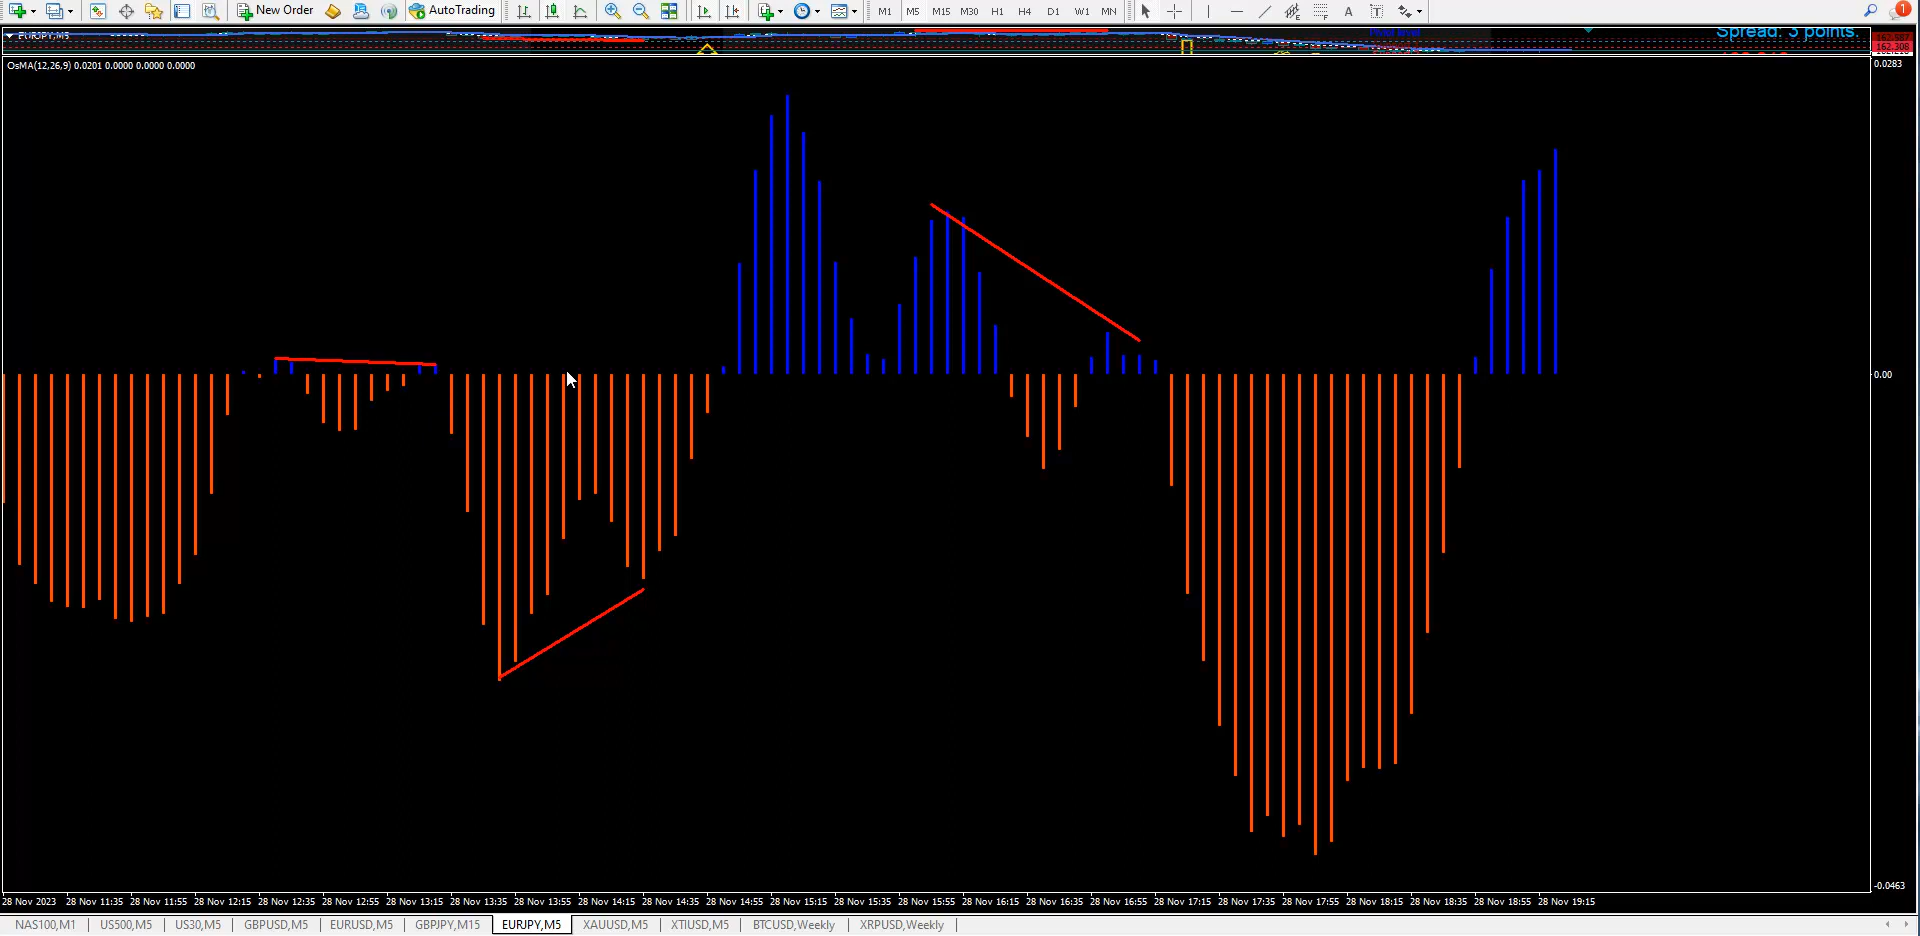 New Order AutoTrading M1 M5 M15 M30 H1 H4 D1 W1 MN A T 1
EURJPY,M5 Pivot level Spread: 3 points.
162.308
OsMA(12,26,9) 0.0201 0.0000 0.0000 0.0000
0.0283
0.00
-0.0463
28 Nov 2023 28 Nov 11:35 28 Nov 11:55 28 Nov 12:15 28 Nov 12:35 28 Nov 12:55 28 Nov 13:15 28 Nov 13:35 28 Nov 13:55 28 Nov 14:15 28 Nov 14:35 28 Nov 14:55 28 Nov 15:15 28 Nov 15:35 28 Nov 15:55 28 Nov 16:15 28 Nov 16:35 28 Nov 16:55 28 Nov 17:15 28 Nov 17:35 28 Nov 17:55 28 Nov 18:15 28 Nov 18:35 28 Nov 18:55 28 Nov 19:15
NAS100,M1 US500,M5 US30,M5 GBPUSD,M5 EURUSD,M5 GBPJPY,M15 EURJPY,M5 XAUUSD,M5 XTIUSD,M5 BTCUSD,Weekly XRPUSD,Weekly